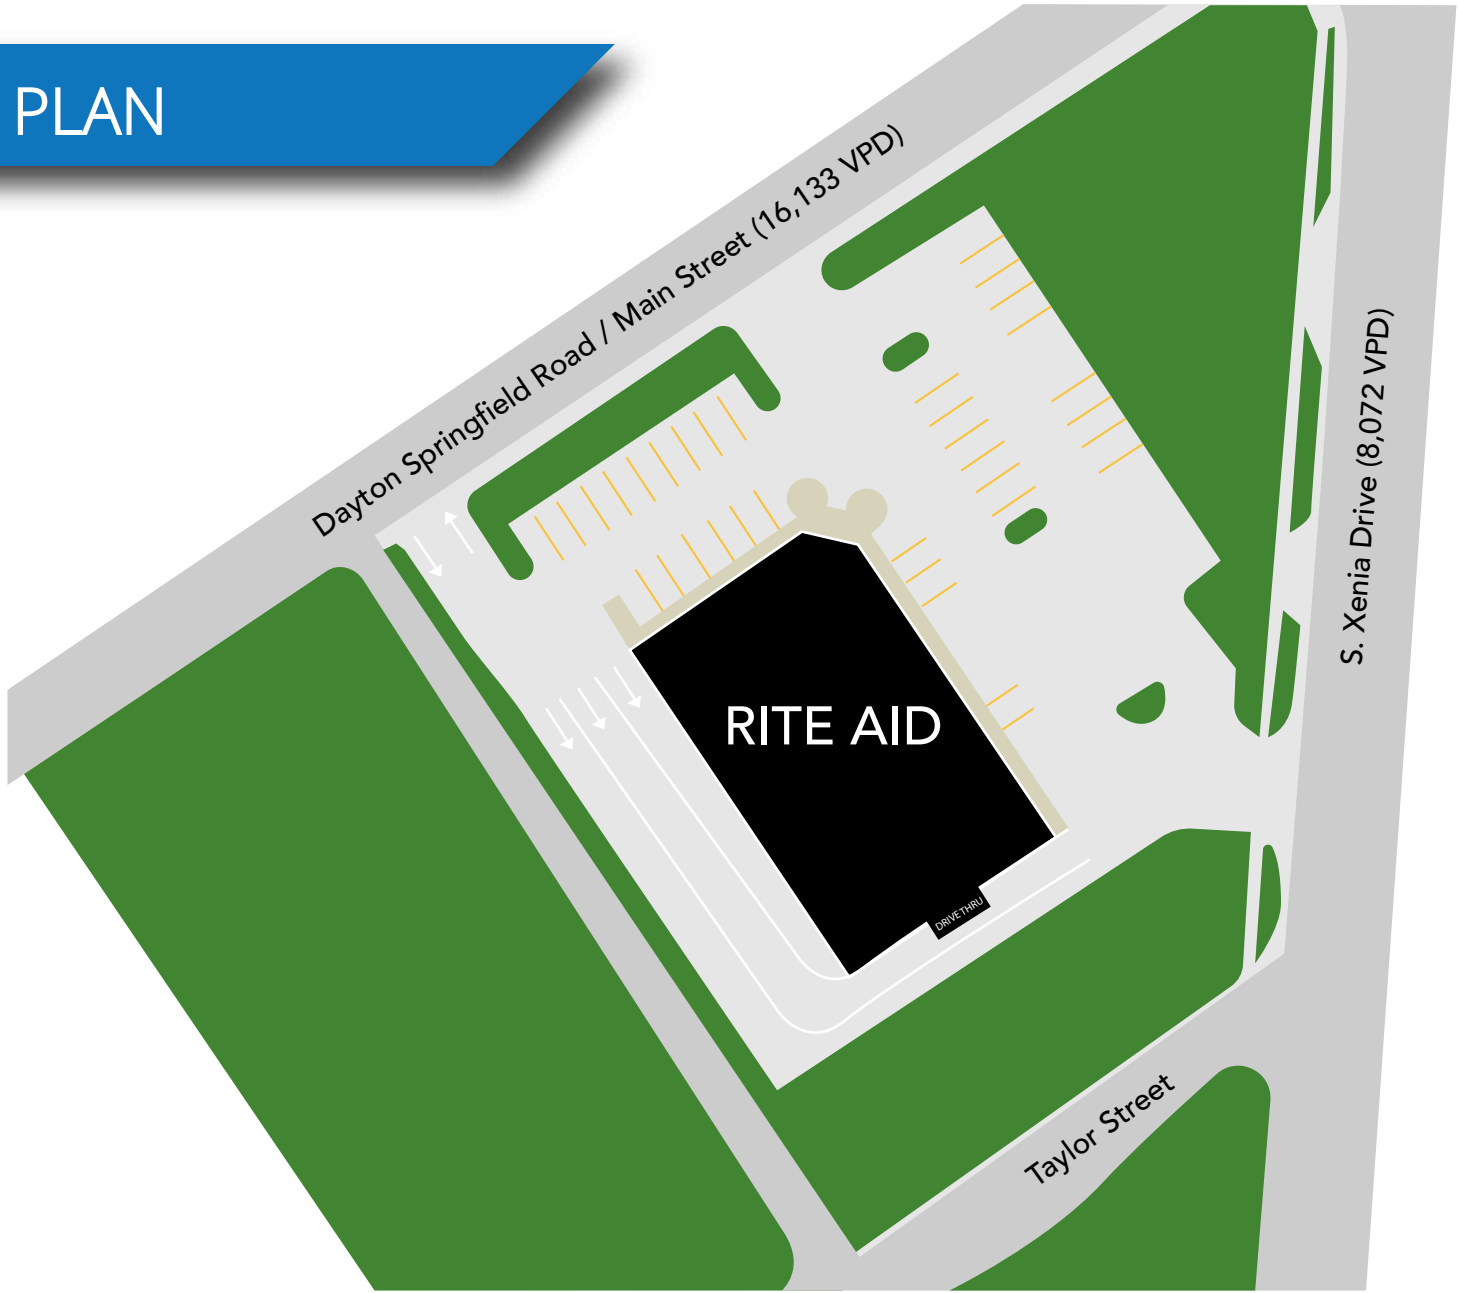 PLAN
Dayton Springfield Road / Main Street (16,133 VPD)
S. Xenia Drive (8,072 VPD)
RITE AID
DRIVE THRU
Taylor Street